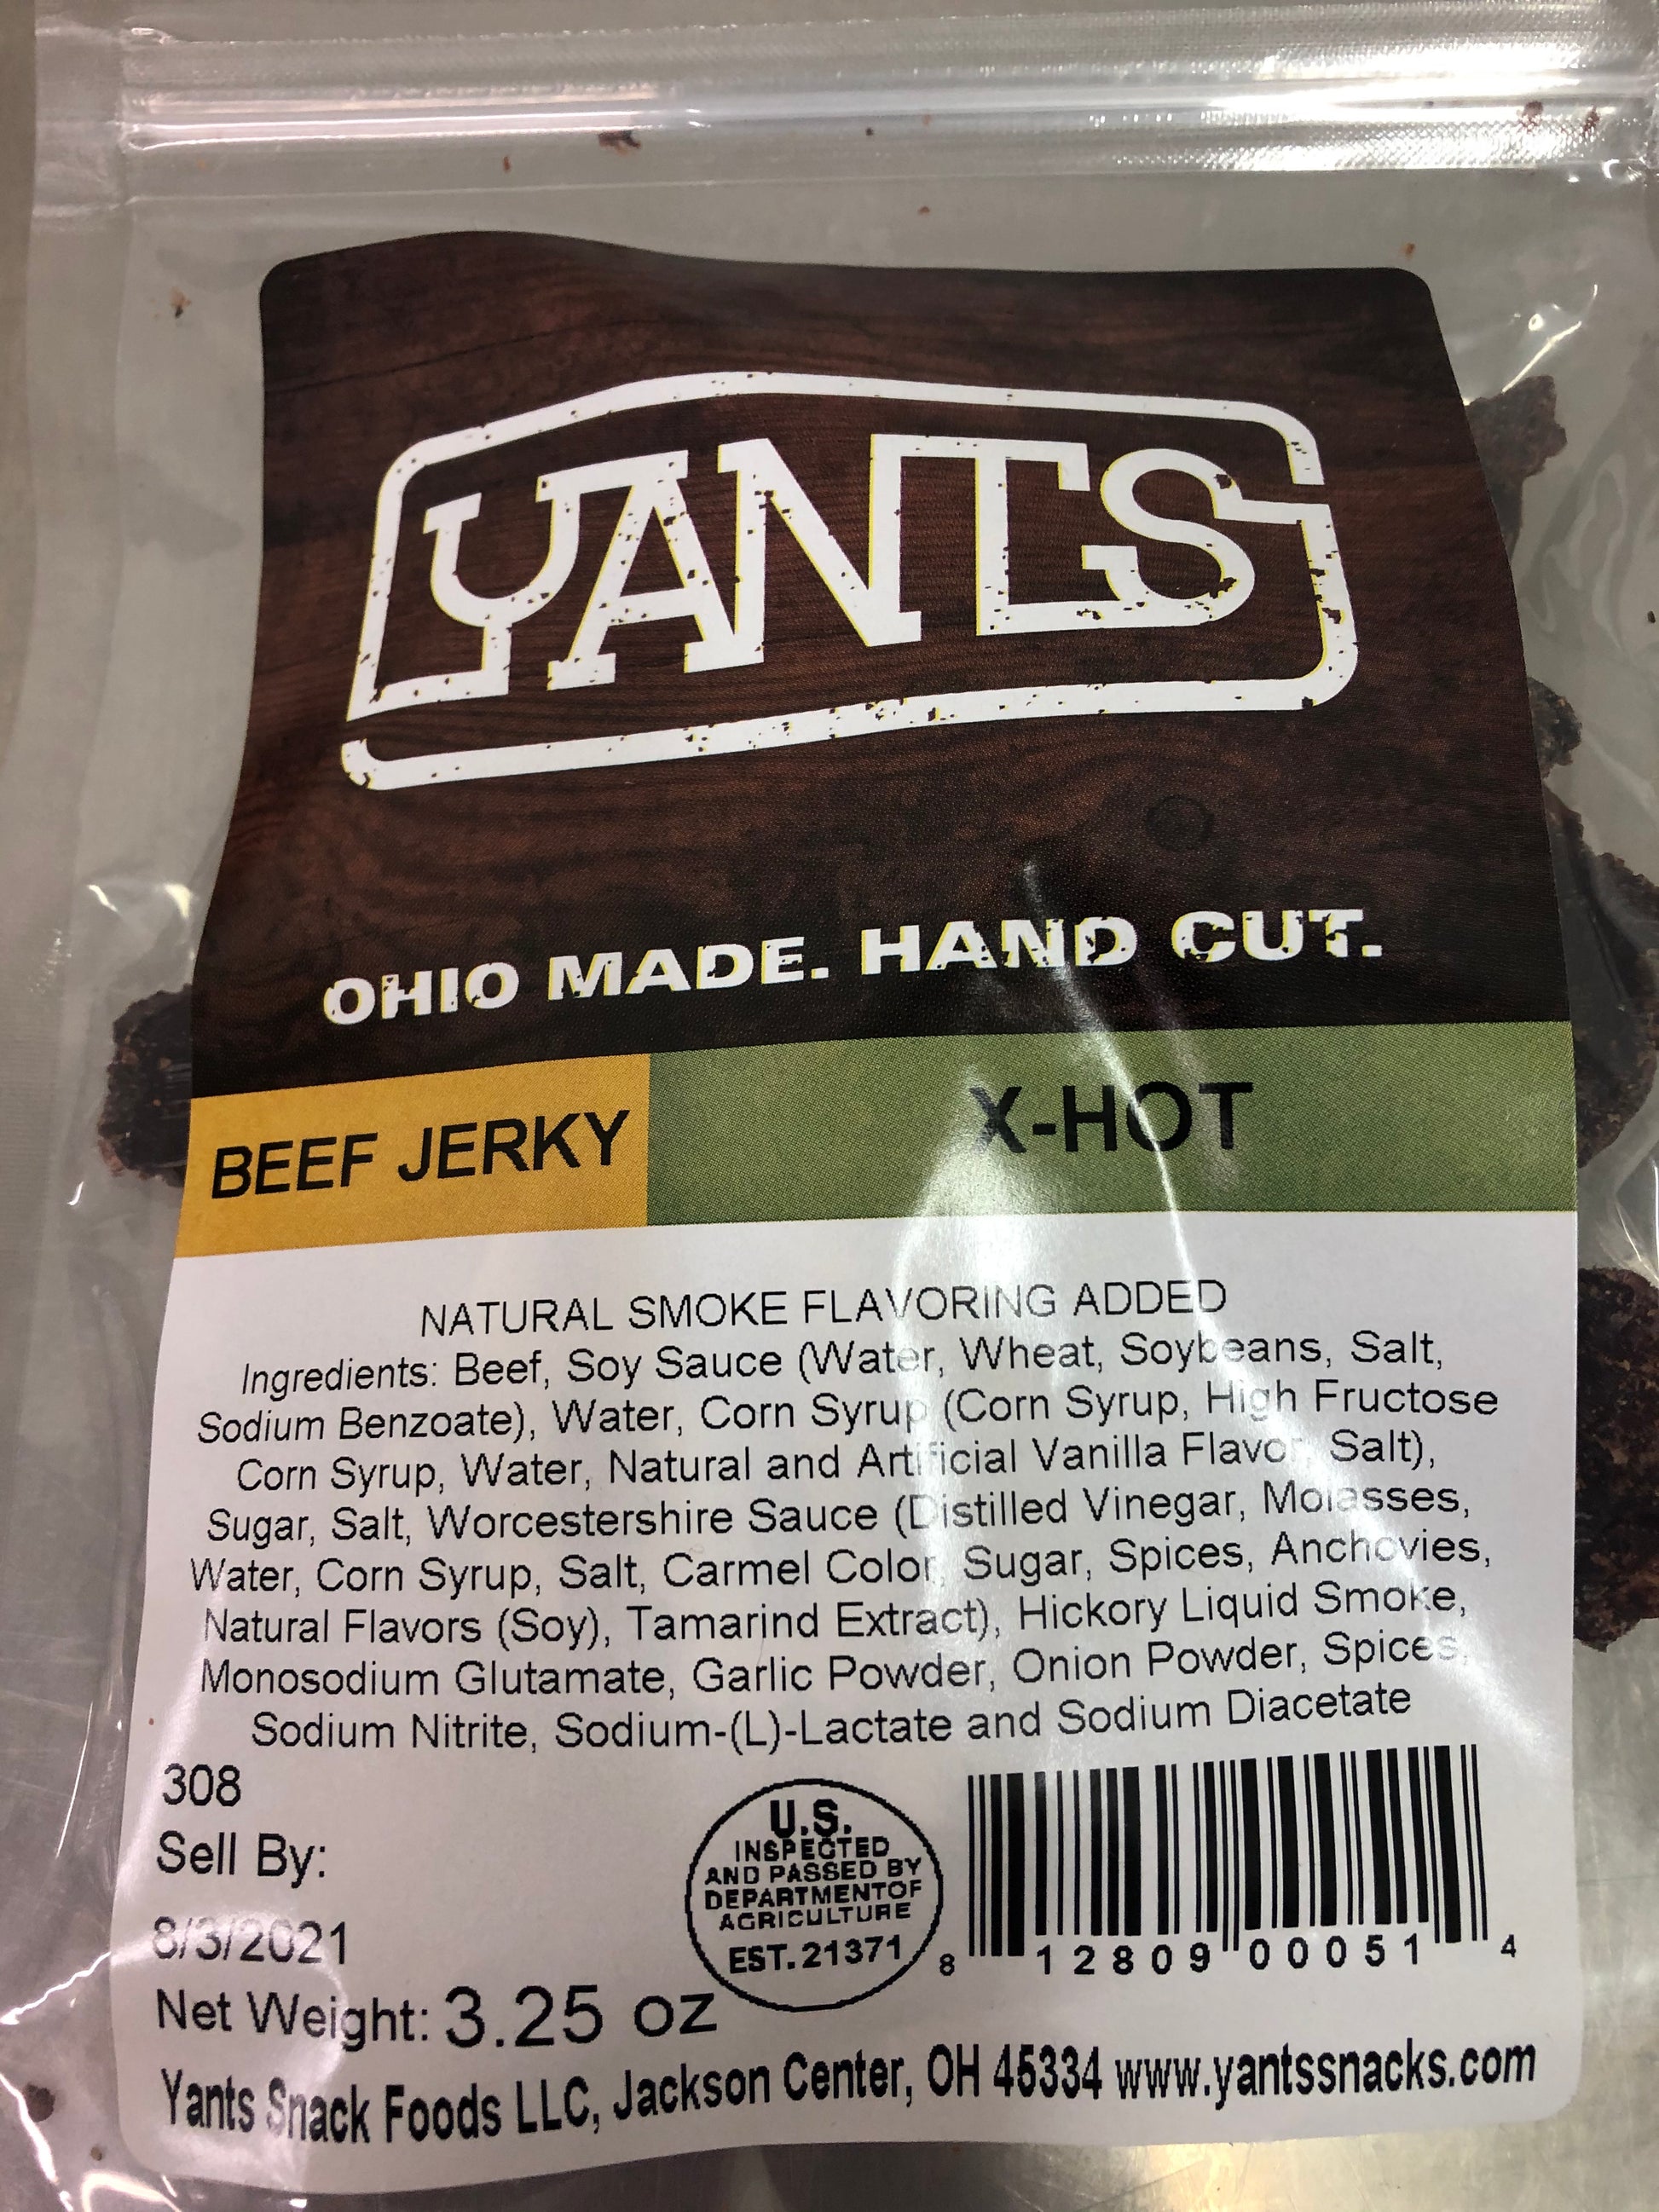 YANTS
OHIO MADE. HAND CUT.
BEEF JERKY
X-HOT
NATURAL SMOKE FLAVORING ADDED
Ingredients: Beef, Soy Sauce (Water, Wheat, Soybeans, Salt,
Sodium Benzoate), Water, Corn Syrup (Corn Syrup, High Fructose
Corn Syrup, Water, Natural and Artificial Vanilla Flavor, Salt),
Sugar, Salt, Worcestershire Sauce (Distilled Vinegar, Molasses,
Water, Corn Syrup, Salt, Carmel Color, Sugar, Spices, Anchovies,
Natural Flavors (Soy), Tamarind Extract), Hickory Liquid Smoke,
Monosodium Glutamate, Garlic Powder, Onion Powder, Spices,
Sodium Nitrite, Sodium-(L)-Lactate and Sodium Diacetate
308
Sell By:
8/3/2021
Net Weight: 3.25 oz
U.S.
INSPECTED
AND PASSED BY
DEPARTMENTOF
AGRICULTURE
EST. 21371
8 12809 00051 4
Yants Snack Foods LLC, Jackson Center, OH 45334 www.yantssnacks.com